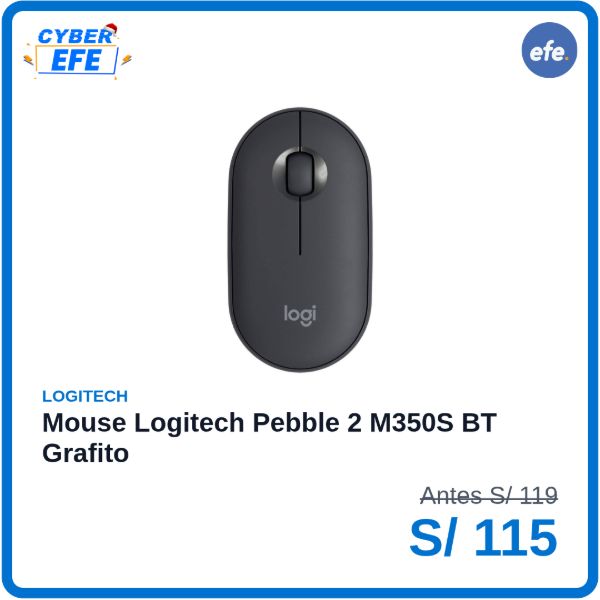 CYBER
EFE
efe.
logi
LOGITECH
Mouse Logitech Pebble 2 M350S BT
Grafito
Antes S/ 119
S/ 115